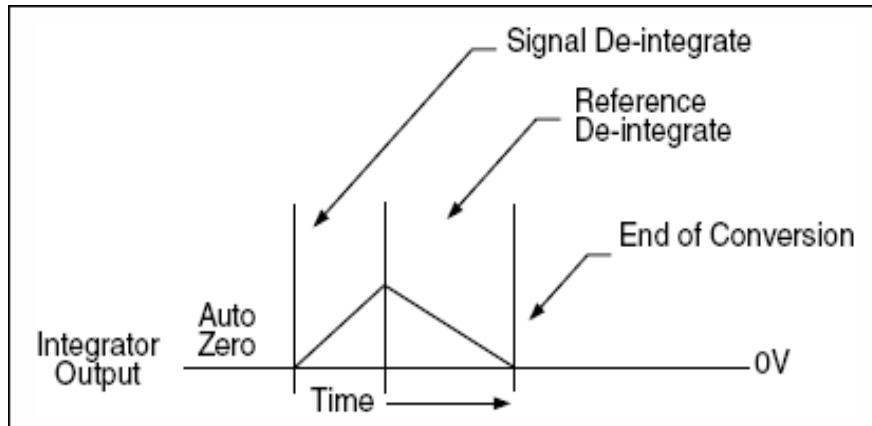 Signal De-integrate
Reference
De-integrate
End of Conversion
Auto
Zero
Integrator
Output
0V
Time